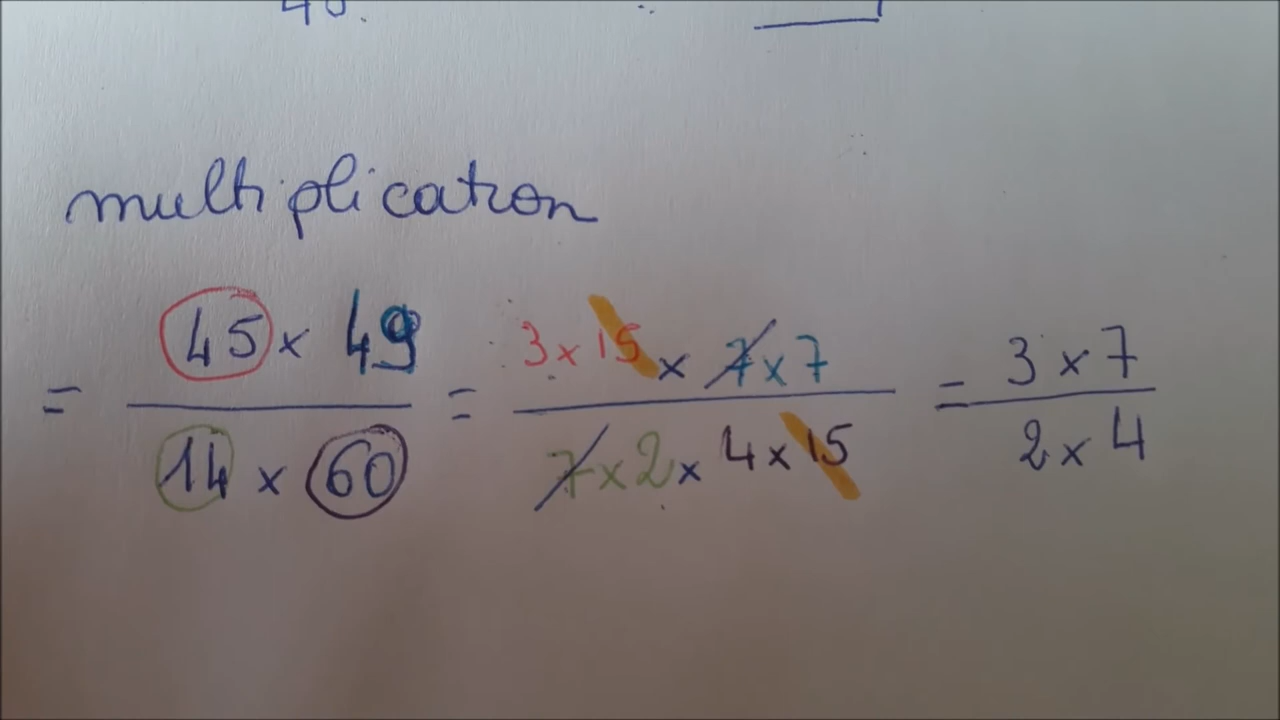 multiplication
= 45 x 49 / 14 x 60 = 3 x 15 x 7 x 7 / 7 x 2 x 4 x 15 = 3 x 7 / 2 x 4